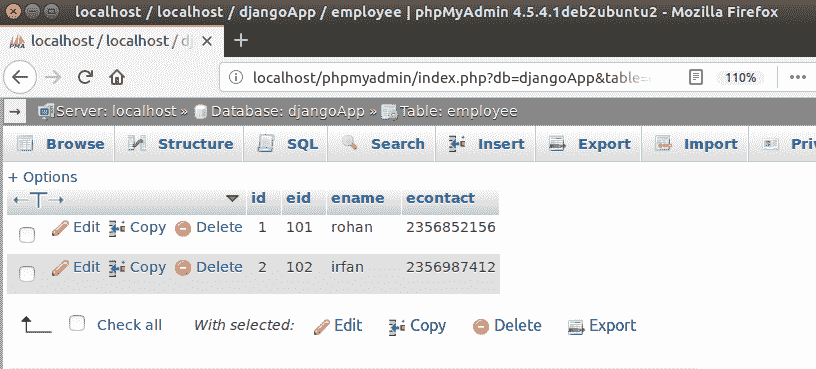 localhost / localhost / djangoApp / employee | phpMyAdmin 4.5.4.1deb2ubuntu2 - Mozilla Firefox
PMA localhost / localhost / dj
localhost/phpmyadmin/index.php?db=djangoApp&table= 110%
Server: localhost » Database: djangoApp » Table: employee
Browse Structure SQL Search Insert Export Import Pri
+ Options
id eid ename econtact
Edit Copy Delete 1 101 rohan 2356852156
Edit Copy Delete 2 102 irfan 2356987412
Check all With selected: Edit Copy Delete Export